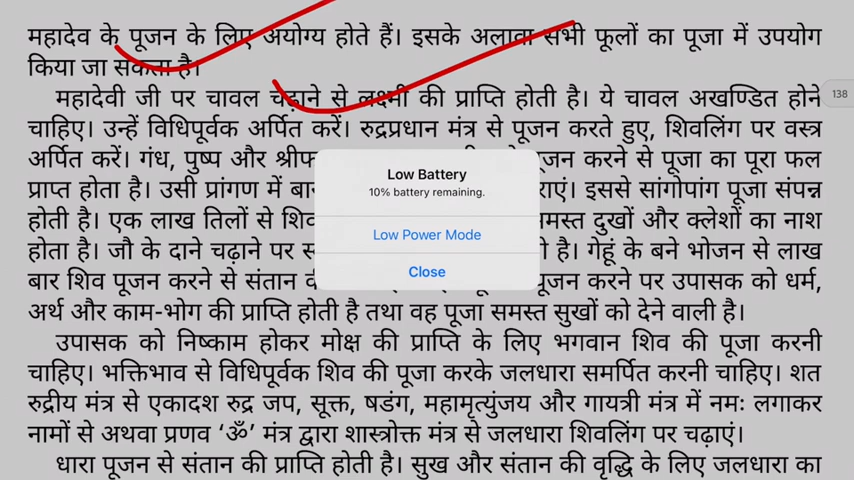 महादेव के पूजन के लिए अयोग्य होते हैं। इसके अलावा सभी फूलों का पूजा में उपयोग
किया जा सकता है।
महादेवी जी पर चावल चढ़ाने से लक्ष्मी की प्राप्ति होती है। ये चावल अखण्डित होने
138
चाहिए। उन्हें विधिपूर्वक अर्पित करें। रुद्रप्रधान मंत्र से पूजन करते हुए, शिवलिंग पर वस्त्र
अर्पित करें। गंध, पुष्प और पूजन करने से पूजा का पूरा फल
प्राप्त होता है। उसी प्रांगण में इससे सांगोपांग पूजा संपन्न
होती है। एक लाख तिलों से समस्त दुखों और क्लेशों का नाश
होता है। जौ के दाने चढ़ाने पर है। गेहूं के बने भोजन से लाख
बार शिव पूजन करने से संतान पूजन करने पर उपासक को धर्म,
अर्थ और काम-भोग की प्राप्ति होती है तथा वह पूजा समस्त सुखों को देने वाली है।
Low Battery
10% battery remaining.
Low Power Mode
Close
उपासक को निष्काम होकर मोक्ष की प्राप्ति के लिए भगवान शिव की पूजा करनी
चाहिए। भक्तिभाव से विधिपूर्वक शिव की पूजा करके जलधारा समर्पित करनी चाहिए। शत
रुद्रीय मंत्र से एकादश रुद्र जप, सूक्त, षडंग, महामृत्युंजय और गायत्री मंत्र में नमः लगाकर
नामों से अथवा प्रणव ‘ॐ’ मंत्र द्वारा शास्त्रोक्त मंत्र से जलधारा शिवलिंग पर चढ़ाएं।
धारा पूजन से संतान की प्राप्ति होती है। सुख और संतान की वृद्धि के लिए जलधारा का